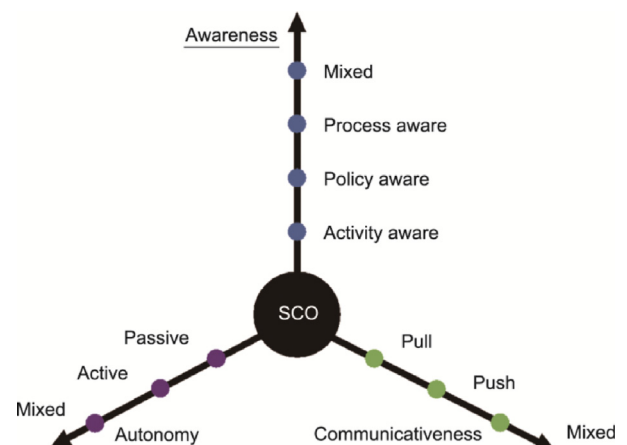 Awareness
Mixed
Process aware
Policy aware
Activity aware
SCO
Passive
Pull
Active
Push
Mixed
Autonomy
Communicativeness
Mixed